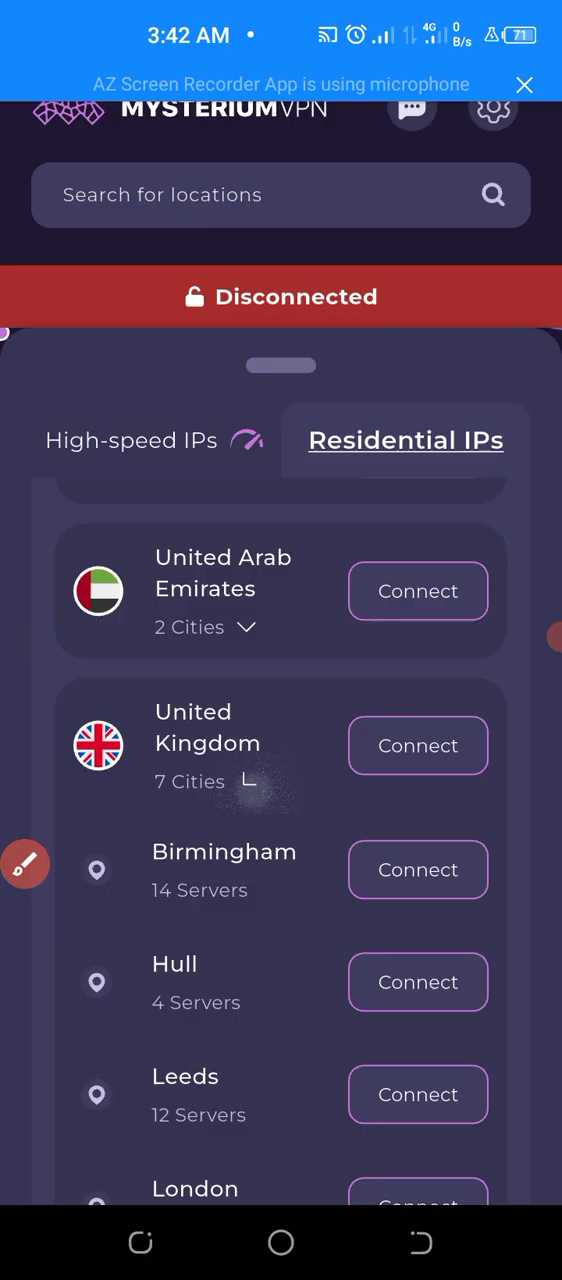 3:42 AM
4G
0
B/s
71
AZ Screen Recorder App is using microphone
MYSTERIUMVPN
Search for locations
Disconnected
High-speed IPs
Residential IPs
United Arab
Emirates
Connect
2 Cities
United
Kingdom
Connect
7 Cities
Birmingham
Connect
14 Servers
Hull
Connect
4 Servers
Leeds
Connect
12 Servers
London
Connect